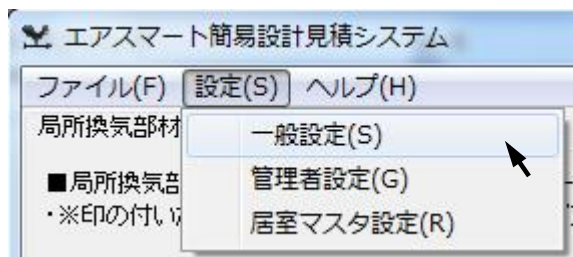 エアスマート簡易設計見積システム
ファイル(F) 設定(S) ヘルプ(H)
局所換気部材
一般設定(S)
■局所換気部
管理者設定(G)
・※印の付い
居室マスタ設定(R)